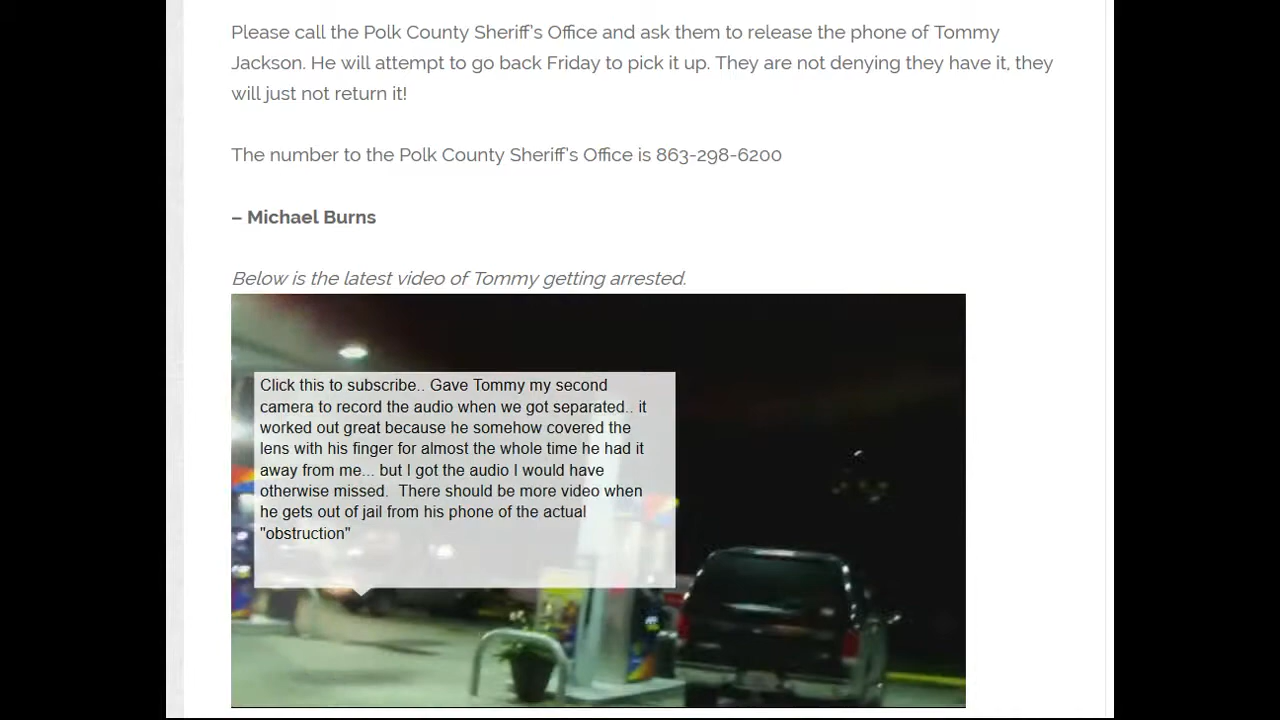 Please call the Polk County Sheriff's Office and ask them to release the phone of Tommy
Jackson. He will attempt to go back Friday to pick it up. They are not denying they have it, they
will just not return it!
The number to the Polk County Sheriff's Office is 863-298-6200
– Michael Burns
Below is the latest video of Tommy getting arrested.
Click this to subscribe.. Gave Tommy my second
camera to record the audio when we got separated.. it
worked out great because he somehow covered the
lens with his finger for almost the whole time he had it
away from me... but I got the audio I would have
otherwise missed.  There should be more video when
he gets out of jail from his phone of the actual
"obstruction"